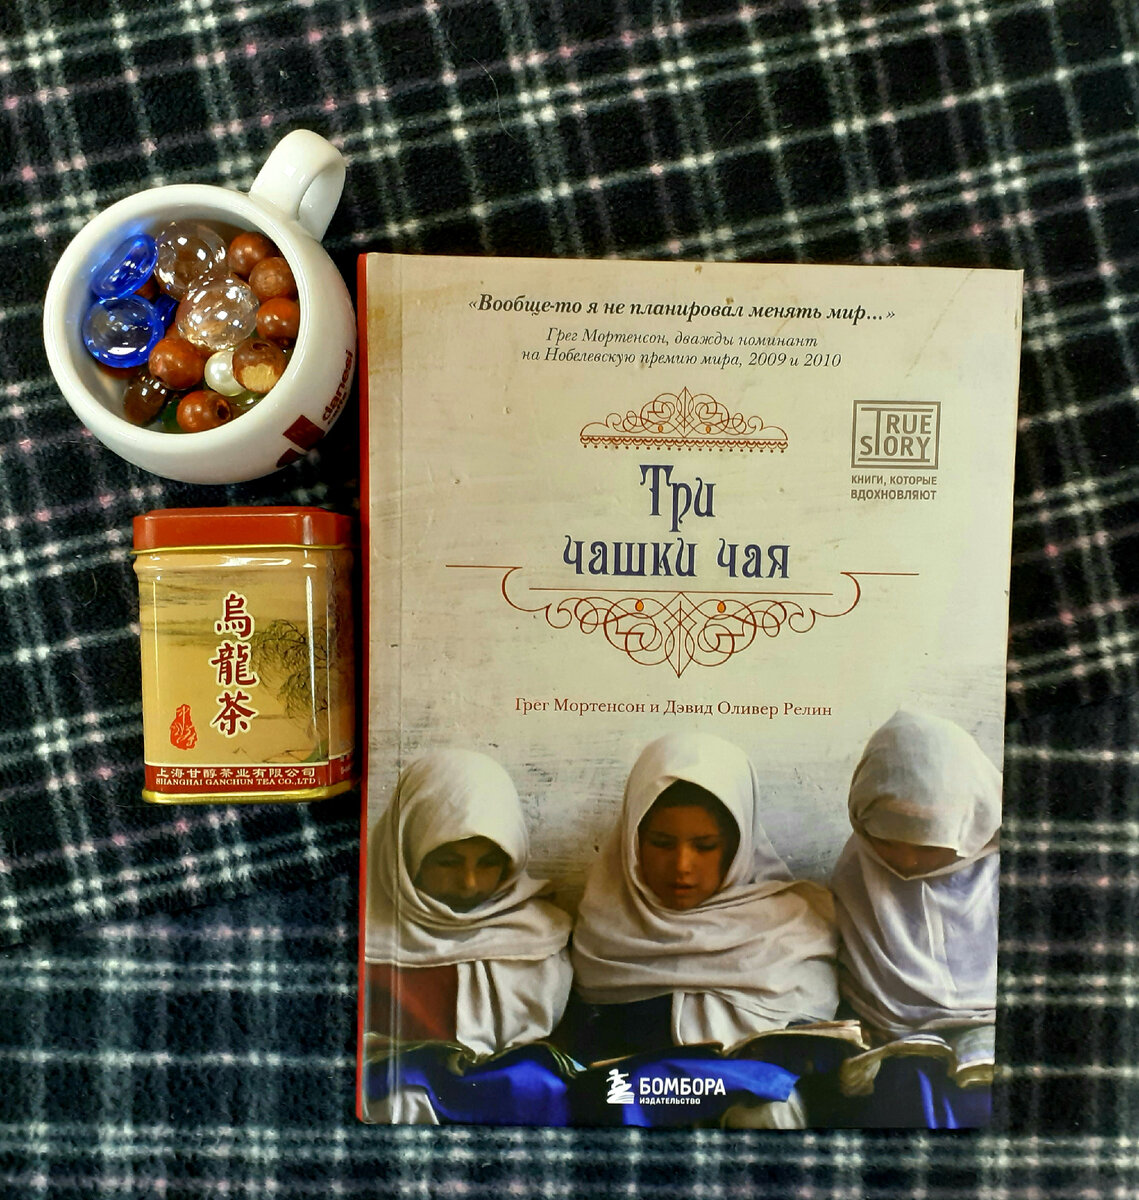 «Вообще-то я не планировал менять мир...»
Грег Мортенсон, дважды номинант
на Нобелевскую премию мира, 2009 и 2010
TRUE
STORY
КНИГИ, КОТОРЫЕ
ВДОХНОВЛЯЮТ
Три
чашки чая
Грег Мортенсон и Дэвид Оливер Релин
БОМБОРА
ИЗДАТЕЛЬСТВО
danesi
烏龍茶
上海甘醇茶业有限公司
SHANGHAI GANCHUN TEA CO.,LTD